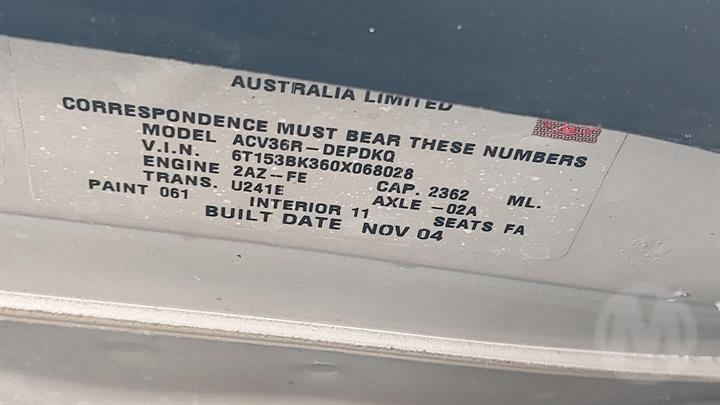 AUSTRALIA LIMITED
CORRESPONDENCE MUST BEAR THESE NUMBERS
MODEL ACV36R-DEPDKQ
V.I.N. 6T153BK360X068028
ENGINE 2AZ-FE CAP. 2362 ML.
TRANS. U241E AXLE -02A
PAINT 061 INTERIOR 11 SEATS FA
BUILT DATE NOV 04
M